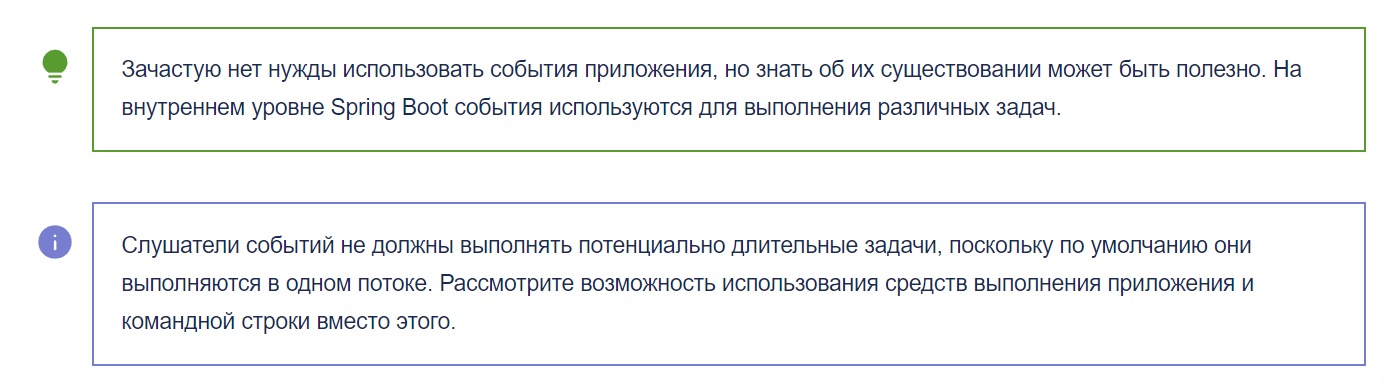 Зачастую нет нужды использовать события приложения, но знать об их существовании может быть полезно. На
внутреннем уровне Spring Boot события используются для выполнения различных задач.
Слушатели событий не должны выполнять потенциально длительные задачи, поскольку по умолчанию они
выполняются в одном потоке. Рассмотрите возможность использования средств выполнения приложения и
командной строки вместо этого.